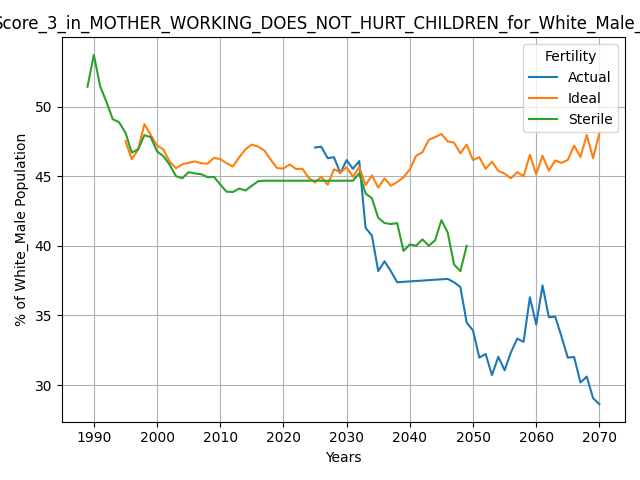 Score_3_in_MOTHER_WORKING_DOES_NOT_HURT_CHILDREN_for_White_Male_
Fertility
Actual
Ideal
Sterile
% of White_Male Population
50
45
40
35
30
1990
2000
2010
2020
2030
2040
2050
2060
2070
Years